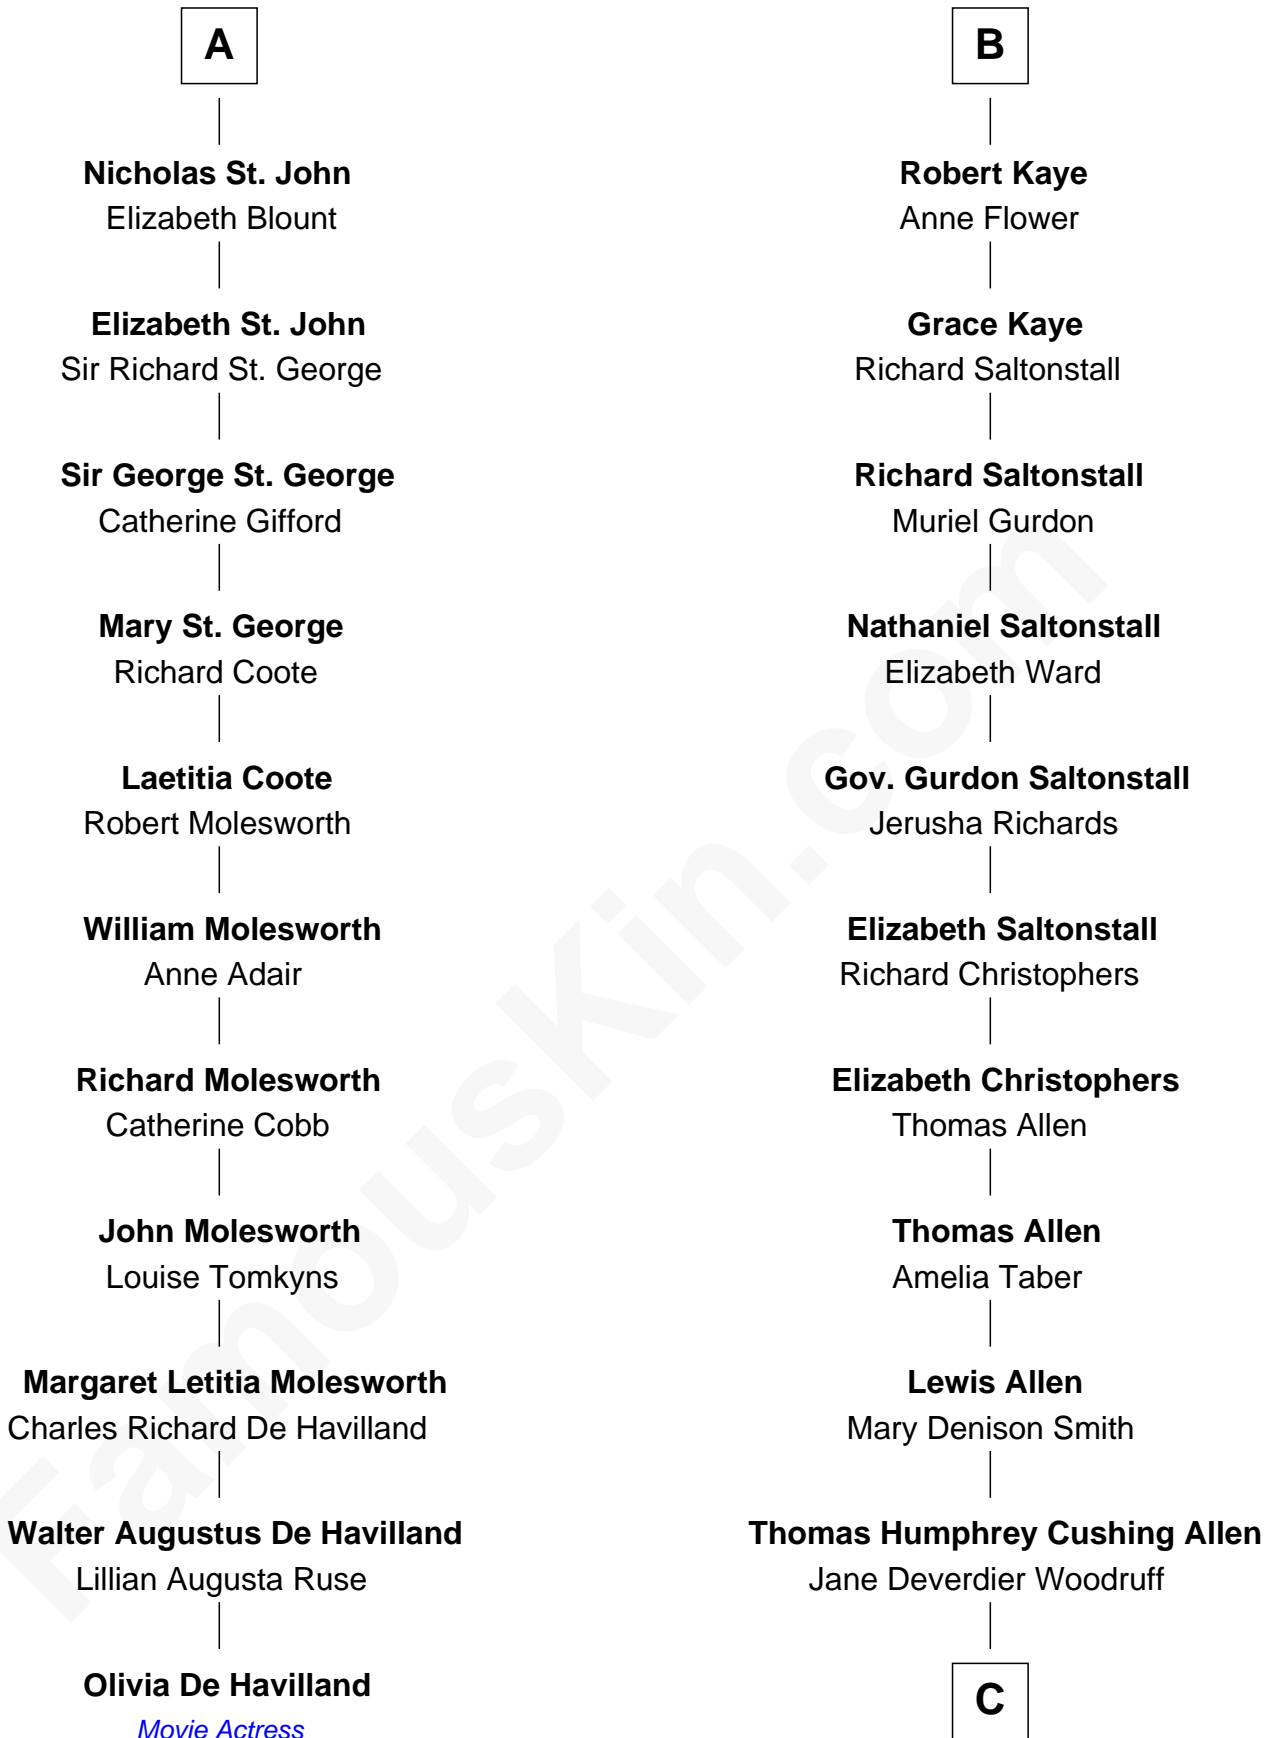 A
Nicholas St. John
Elizabeth Blount
Elizabeth St. John
Sir Richard St. George
Sir George St. George
Catherine Gifford
Mary St. George
Richard Coote
Laetitia Coote
Robert Molesworth
William Molesworth
Anne Adair
Richard Molesworth
Catherine Cobb
John Molesworth
Louise Tomkyns
Margaret Letitia Molesworth
Charles Richard De Havilland
Walter Augustus De Havilland
Lillian Augusta Ruse
Olivia De Havilland
Movie Actress
B
Robert Kaye
Anne Flower
Grace Kaye
Richard Saltonstall
Richard Saltonstall
Muriel Gurdon
Nathaniel Saltonstall
Elizabeth Ward
Gov. Gurdon Saltonstall
Jerusha Richards
Elizabeth Saltonstall
Richard Christophers
Elizabeth Christophers
Thomas Allen
Thomas Allen
Amelia Taber
Lewis Allen
Mary Denison Smith
Thomas Humphrey Cushing Allen
Jane Deverdier Woodruff
C
FamousKin.com